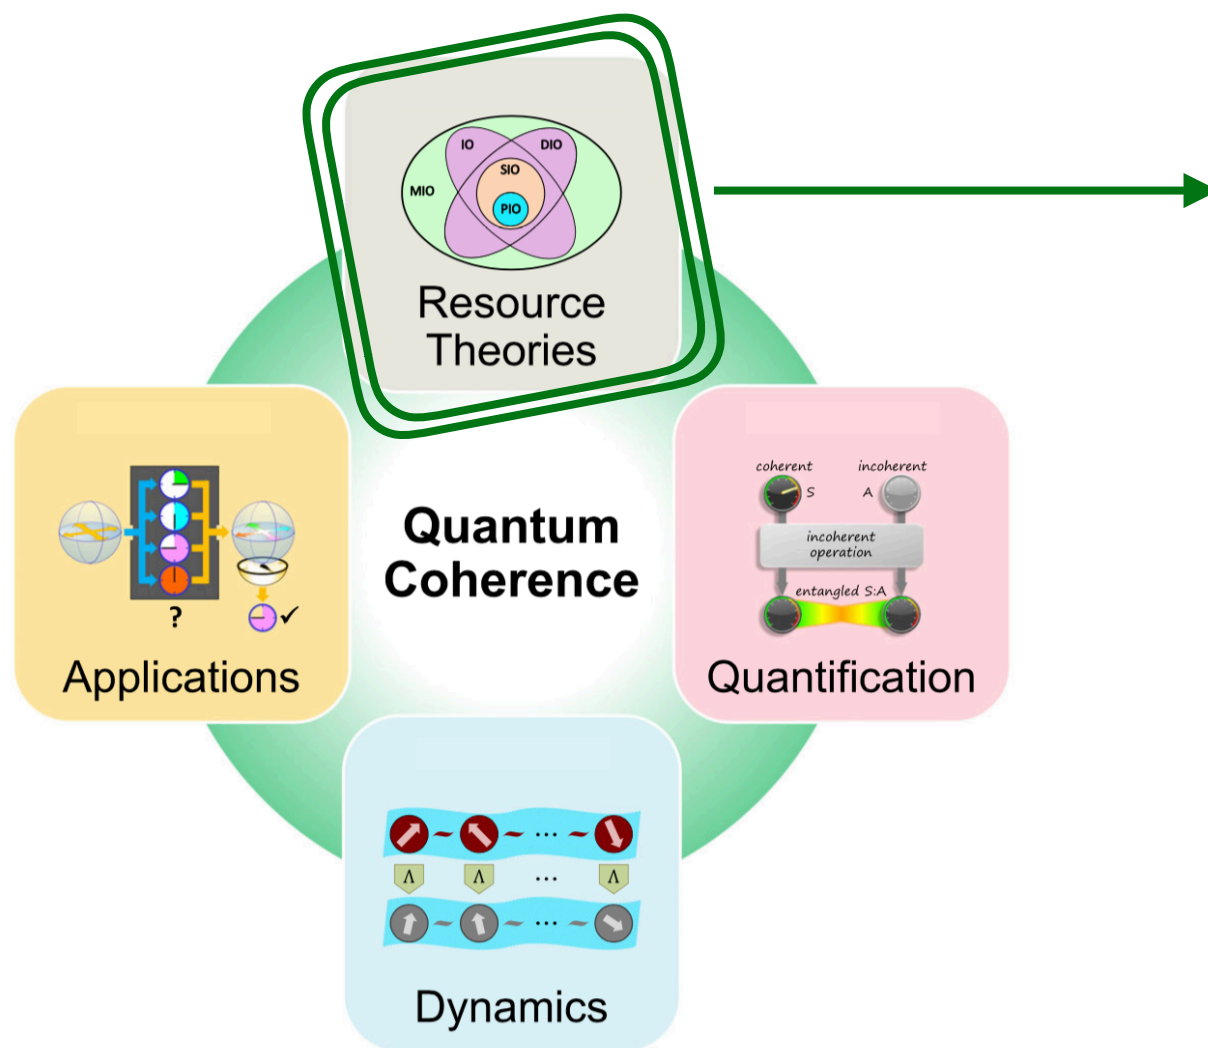 IO
DIO
SIO
MIO
PIO
Resource
Theories
coherent
incoherent
S
A
incoherent
operation
entangled S:A
Quantification
Quantum
Coherence
?
✓
Applications
...
Λ
Λ
...
Λ
...
Dynamics